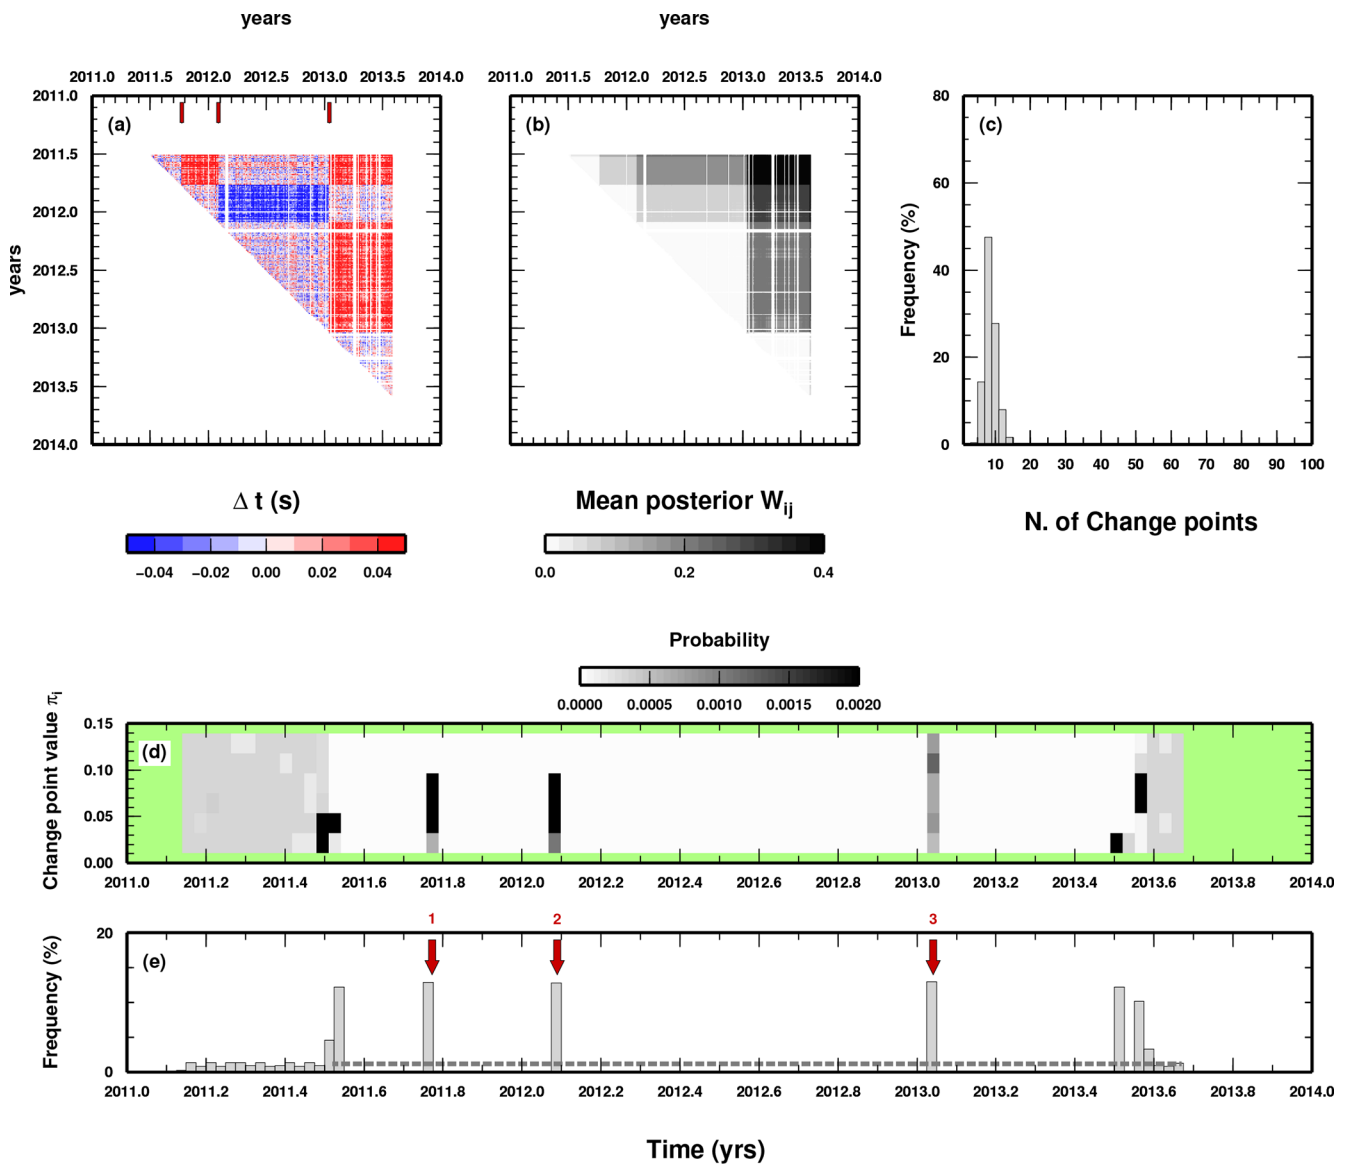 years
years
2011.0 2011.5 2012.0 2012.5 2013.0 2013.5 2014.0
2011.0 2011.5 2012.0 2012.5 2013.0 2013.5 2014.0
2011.0
2011.5
2012.0
2012.5
2013.0
2013.5
2014.0
years
(a)
(b)
(c)
80
60
40
20
0
Frequency (%)
10 20 30 40 50 60 70 80 90 100
N. of Change points
Δ t (s)
−0.04 −0.02 0.00 0.02 0.04
Mean posterior Wij
0.0 0.2 0.4
Probability
0.0000 0.0005 0.0010 0.0015 0.0020
Change point value πi
0.15
0.10
0.05
0.00
(d)
2011.0 2011.2 2011.4 2011.6 2011.8 2012.0 2012.2 2012.4 2012.6 2012.8 2013.0 2013.2 2013.4 2013.6 2013.8 2014.0
1 2 3
Frequency (%)
20
0
(e)
2011.0 2011.2 2011.4 2011.6 2011.8 2012.0 2012.2 2012.4 2012.6 2012.8 2013.0 2013.2 2013.4 2013.6 2013.8 2014.0
Time (yrs)